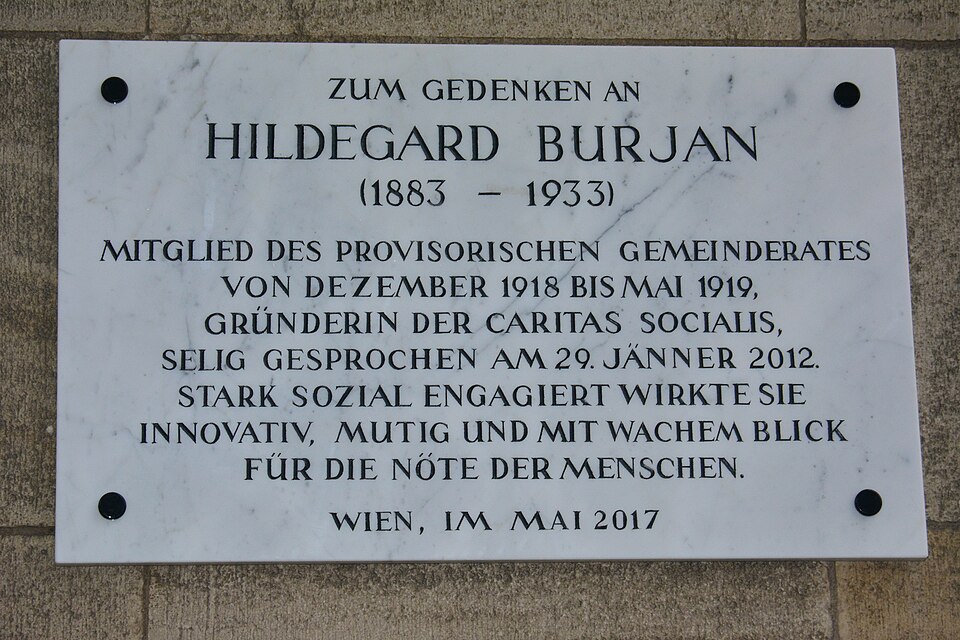 ZUM GEDENKEN AN
HILDEGARD BURJAN
(1883 – 1933)
MITGLIED DES PROVISORISCHEN GEMEINDERATES
VON DEZEMBER 1918 BIS MAI 1919,
GRÜNDERIN DER CARITAS SOCIALIS,
SELIG GESPROCHEN AM 29. JÄNNER 2012.
STARK SOZIAL ENGAGIERT WIRKTE SIE
INNOVATIV, MUTIG UND MIT WACHEM BLICK
FÜR DIE NÖTE DER MENSCHEN.
WIEN, IM MAI 2017